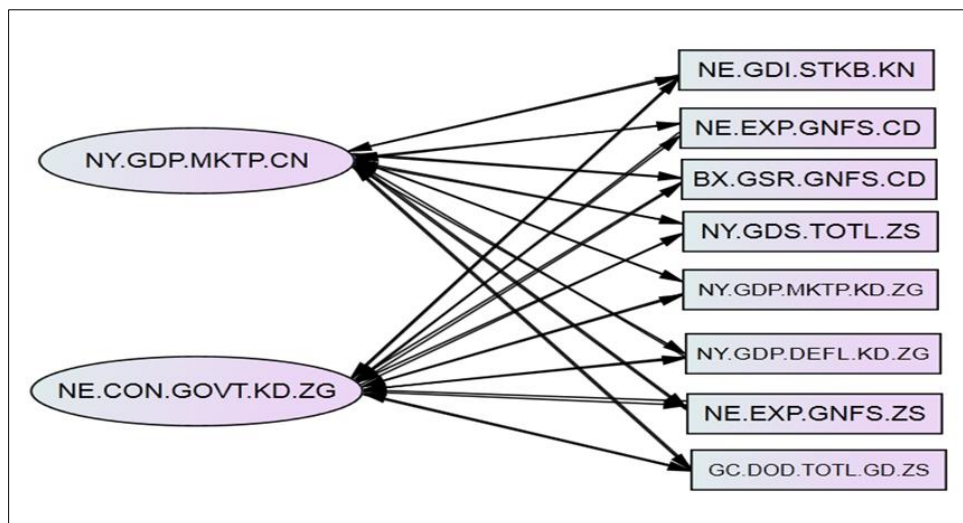 NY.GDP.MKTP.CN
NE.CON.GOVT.KD.ZG
NE.GDI.STKB.KN
NE.EXP.GNFS.CD
BX.GSR.GNFS.CD
NY.GDS.TOTL.ZS
NY.GDP.MKTP.KD.ZG
NY.GDP.DEFL.KD.ZG
NE.EXP.GNFS.ZS
GC.DOD.TOTL.GD.ZS